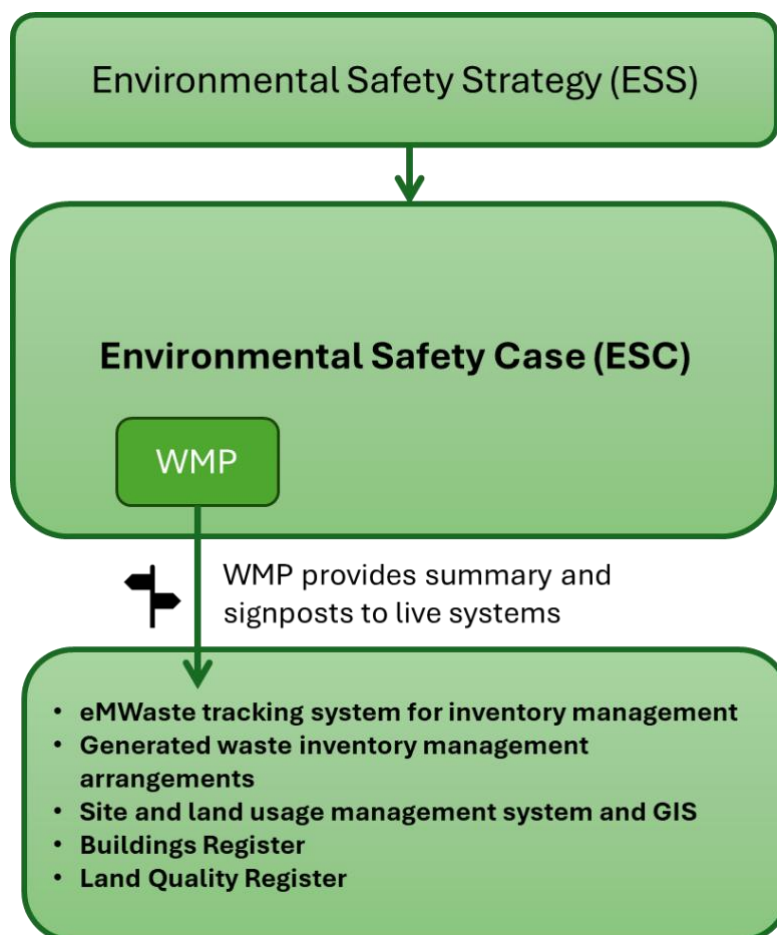 Environmental Safety Strategy (ESS)
Environmental Safety Case (ESC)
WMP
WMP provides summary and
signposts to live systems
• eMWaste tracking system for inventory management
• Generated waste inventory management
arrangements
• Site and land usage management system and GIS
• Buildings Register
• Land Quality Register